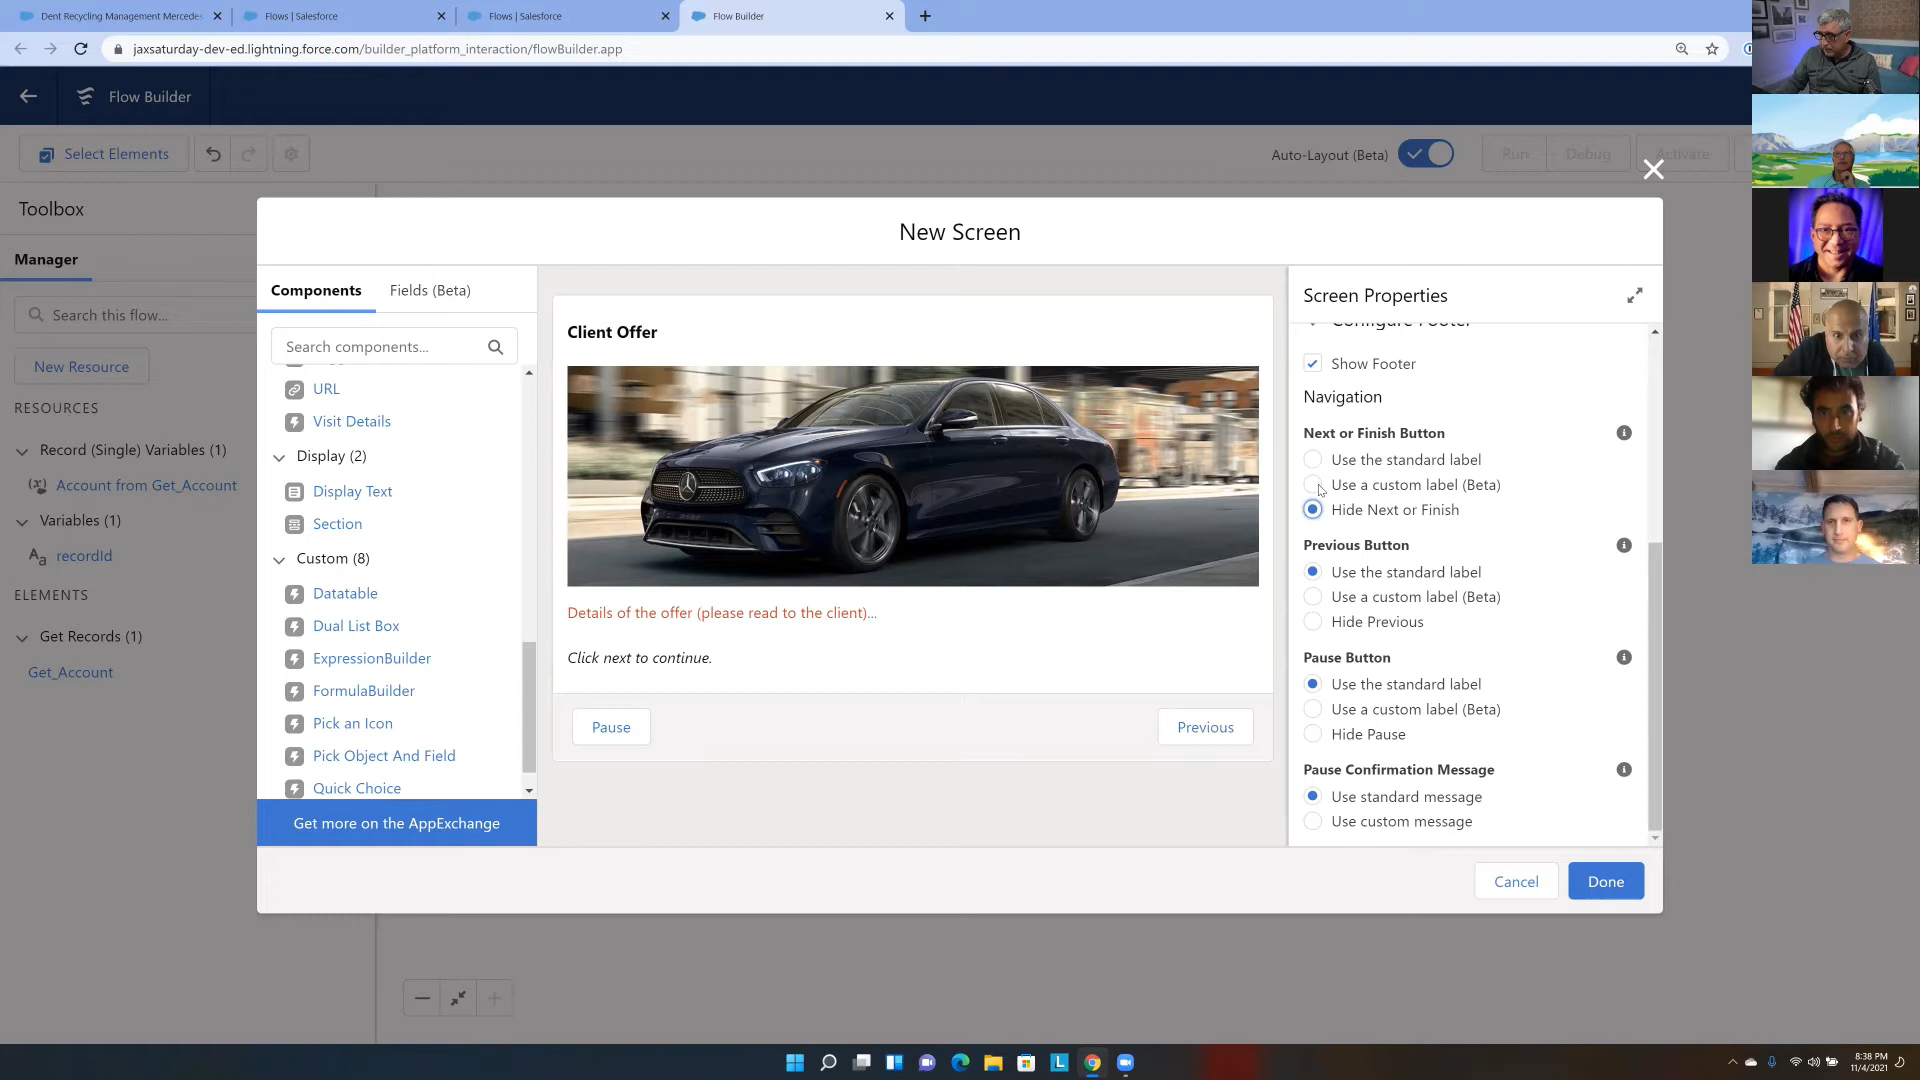 Dent Recycling Management Mercedes
Flows | Salesforce
Flows | Salesforce
Flow Builder
jaxsaturday-dev-ed.lightning.force.com/builder_platform_interaction/flowBuilder.app
Flow Builder
Select Elements
Auto-Layout (Beta)
Run
Debug
Activate
Toolbox
Manager
Search this flow...
New Resource
RESOURCES
Record (Single) Variables (1)
Account from Get_Account
Variables (1)
recordId
ELEMENTS
Get Records (1)
Get_Account
New Screen
Components
Fields (Beta)
Search components...
URL
Visit Details
Display (2)
Display Text
Section
Custom (8)
Datatable
Dual List Box
ExpressionBuilder
FormulaBuilder
Pick an Icon
Pick Object And Field
Quick Choice
Get more on the AppExchange
Client Offer
Details of the offer (please read to the client)...
Click next to continue.
Pause
Previous
Screen Properties
Configure Footer
Show Footer
Navigation
Next or Finish Button
Use the standard label
Use a custom label (Beta)
Hide Next or Finish
Previous Button
Use the standard label
Use a custom label (Beta)
Hide Previous
Pause Button
Use the standard label
Use a custom label (Beta)
Hide Pause
Pause Confirmation Message
Use standard message
Use custom message
Cancel
Done
8:38 PM
11/4/2021